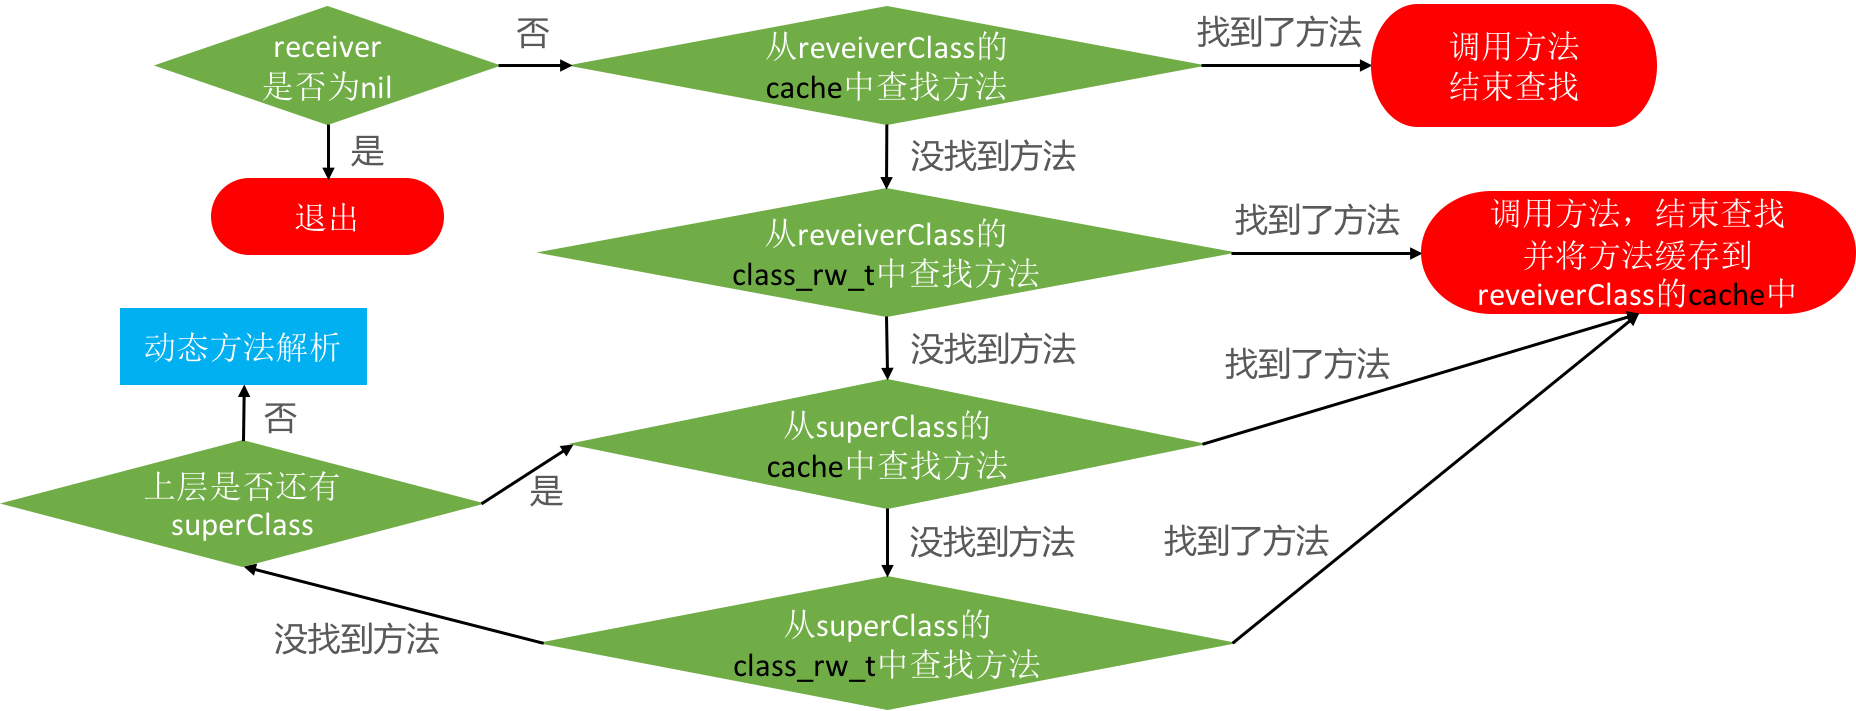 receiver
是否为nil
否
从reveiverClass的
cache中查找方法
找到了方法
调用方法
结束查找
是
退出
没找到方法
从reveiverClass的
class_rw_t中查找方法
找到了方法
调用方法，结束查找
并将方法缓存到
reveiverClass的cache中
没找到方法
找到了方法
动态方法解析
否
从superClass的
cache中查找方法
上层是否还有
superClass
是
没找到方法
找到了方法
从superClass的
class_rw_t中查找方法
没找到方法